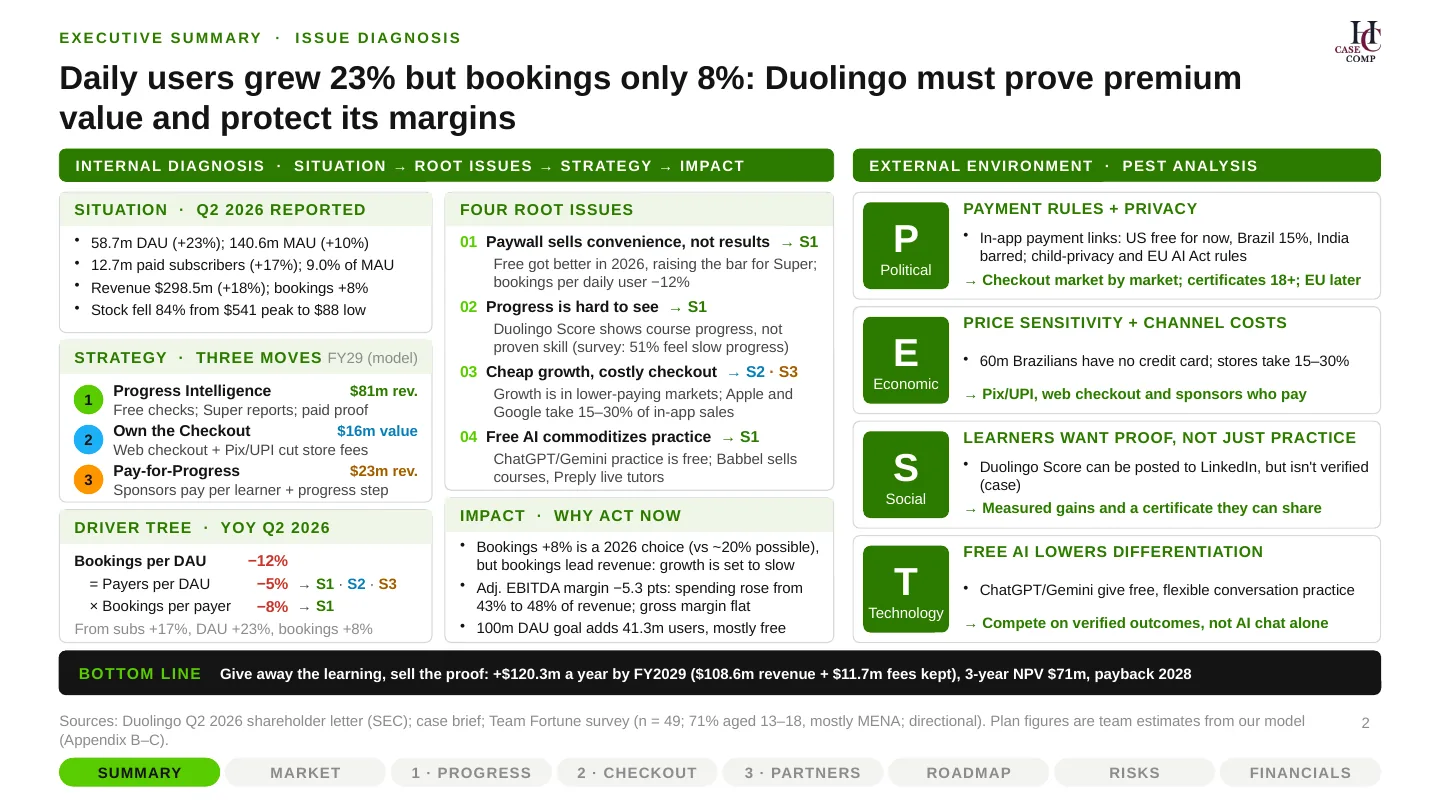 EXECUTIVE SUMMARY · ISSUE DIAGNOSIS
HC
CASE
COMP
Daily users grew 23% but bookings only 8%: Duolingo must prove premium
value and protect its margins
INTERNAL DIAGNOSIS · SITUATION → ROOT ISSUES → STRATEGY → IMPACT
SITUATION · Q2 2026 REPORTED
• 58.7m DAU (+23%); 140.6m MAU (+10%)
• 12.7m paid subscribers (+17%); 9.0% of MAU
• Revenue $298.5m (+18%); bookings +8%
• Stock fell 84% from $541 peak to $88 low
STRATEGY · THREE MOVES FY29 (model)
1 Progress Intelligence $81m rev.
Free checks; Super reports; paid proof
2 Own the Checkout $16m value
Web checkout + Pix/UPI cut store fees
3 Pay-for-Progress $23m rev.
Sponsors pay per learner + progress step
DRIVER TREE · YOY Q2 2026
Bookings per DAU −12%
= Payers per DAU −5% → S1 · S2 · S3
× Bookings per payer −8% → S1
From subs +17%, DAU +23%, bookings +8%
FOUR ROOT ISSUES
01 Paywall sells convenience, not results → S1
Free got better in 2026, raising the bar for Super;
bookings per daily user −12%
02 Progress is hard to see → S1
Duolingo Score shows course progress, not
proven skill (survey: 51% feel slow progress)
03 Cheap growth, costly checkout → S2 · S3
Growth is in lower-paying markets; Apple and
Google take 15–30% of in-app sales
04 Free AI commoditizes practice → S1
ChatGPT/Gemini practice is free; Babbel sells
courses, Preply live tutors
IMPACT · WHY ACT NOW
• Bookings +8% is a 2026 choice (vs ~20% possible),
but bookings lead revenue: growth is set to slow
• Adj. EBITDA margin −5.3 pts: spending rose from
43% to 48% of revenue; gross margin flat
• 100m DAU goal adds 41.3m users, mostly free
EXTERNAL ENVIRONMENT · PEST ANALYSIS
P
Political
PAYMENT RULES + PRIVACY
• In-app payment links: US free for now, Brazil 15%, India
barred; child-privacy and EU AI Act rules
→ Checkout market by market; certificates 18+; EU later
E
Economic
PRICE SENSITIVITY + CHANNEL COSTS
• 60m Brazilians have no credit card; stores take 15–30%
→ Pix/UPI, web checkout and sponsors who pay
S
Social
LEARNERS WANT PROOF, NOT JUST PRACTICE
• Duolingo Score can be posted to LinkedIn, but isn't verified
(case)
→ Measured gains and a certificate they can share
T
Technology
FREE AI LOWERS DIFFERENTIATION
• ChatGPT/Gemini give free, flexible conversation practice
→ Compete on verified outcomes, not AI chat alone
BOTTOM LINE Give away the learning, sell the proof: +$120.3m a year by FY2029 ($108.6m revenue + $11.7m fees kept), 3-year NPV $71m, payback 2028
Sources: Duolingo Q2 2026 shareholder letter (SEC); case brief; Team Fortune survey (n = 49; 71% aged 13–18, mostly MENA; directional). Plan figures are team estimates from our model
(Appendix B–C).
2
SUMMARY MARKET 1 · PROGRESS 2 · CHECKOUT 3 · PARTNERS ROADMAP RISKS FINANCIALS